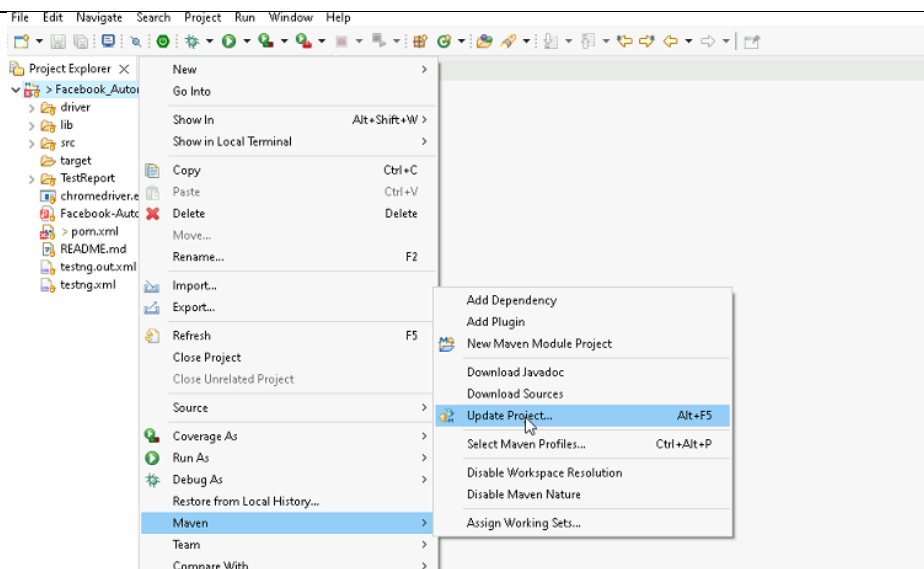 File Edit Navigate Search Project Run Window Help
Project Explorer
> Facebook_Autor
driver
lib
src
target
TestReport
chromedriver.e
Facebook-Autc
> pom.xml
README.md
testng.out.xml
testng.xml
New
Go Into
Show In Alt+Shift+W >
Show in Local Terminal
Copy Ctrl+C
Paste Ctrl+V
Delete Delete
Move...
Rename... F2
Import...
Export...
Refresh F5
Close Project
Close Unrelated Project
Source
Coverage As
Run As
Debug As
Restore from Local History...
Maven
Team
Compare With
Add Dependency
Add Plugin
New Maven Module Project
Download Javadoc
Download Sources
Update Project... Alt+F5
Select Maven Profiles... Ctrl+Alt+P
Disable Workspace Resolution
Disable Maven Nature
Assign Working Sets...